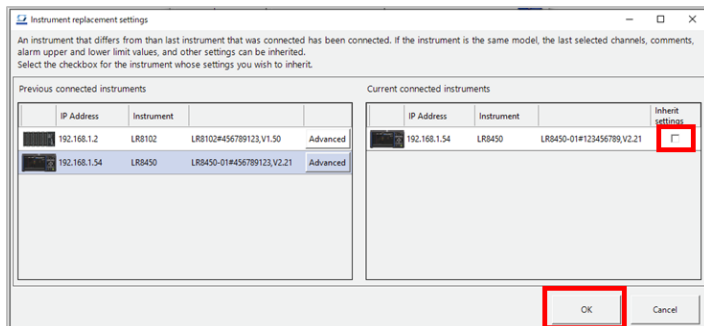 Instrument replacement settings
An instrument that differs from than last instrument that was connected has been connected. If the instrument is the same model, the last selected channels, comments,
alarm upper and lower limit values, and other settings can be inherited.
Select the checkbox for the instrument whose settings you wish to inherit.
Previous connected instruments
IP Address Instrument
192.168.1.2 LR8102 LR8102#456789123,V1.50 Advanced
192.168.1.54 LR8450 LR8450-01#456789123,V2.21 Advanced
Current connected instruments
IP Address Instrument Inherit
settings
192.168.1.54 LR8450 LR8450-01#123456789,V2.21
OK Cancel